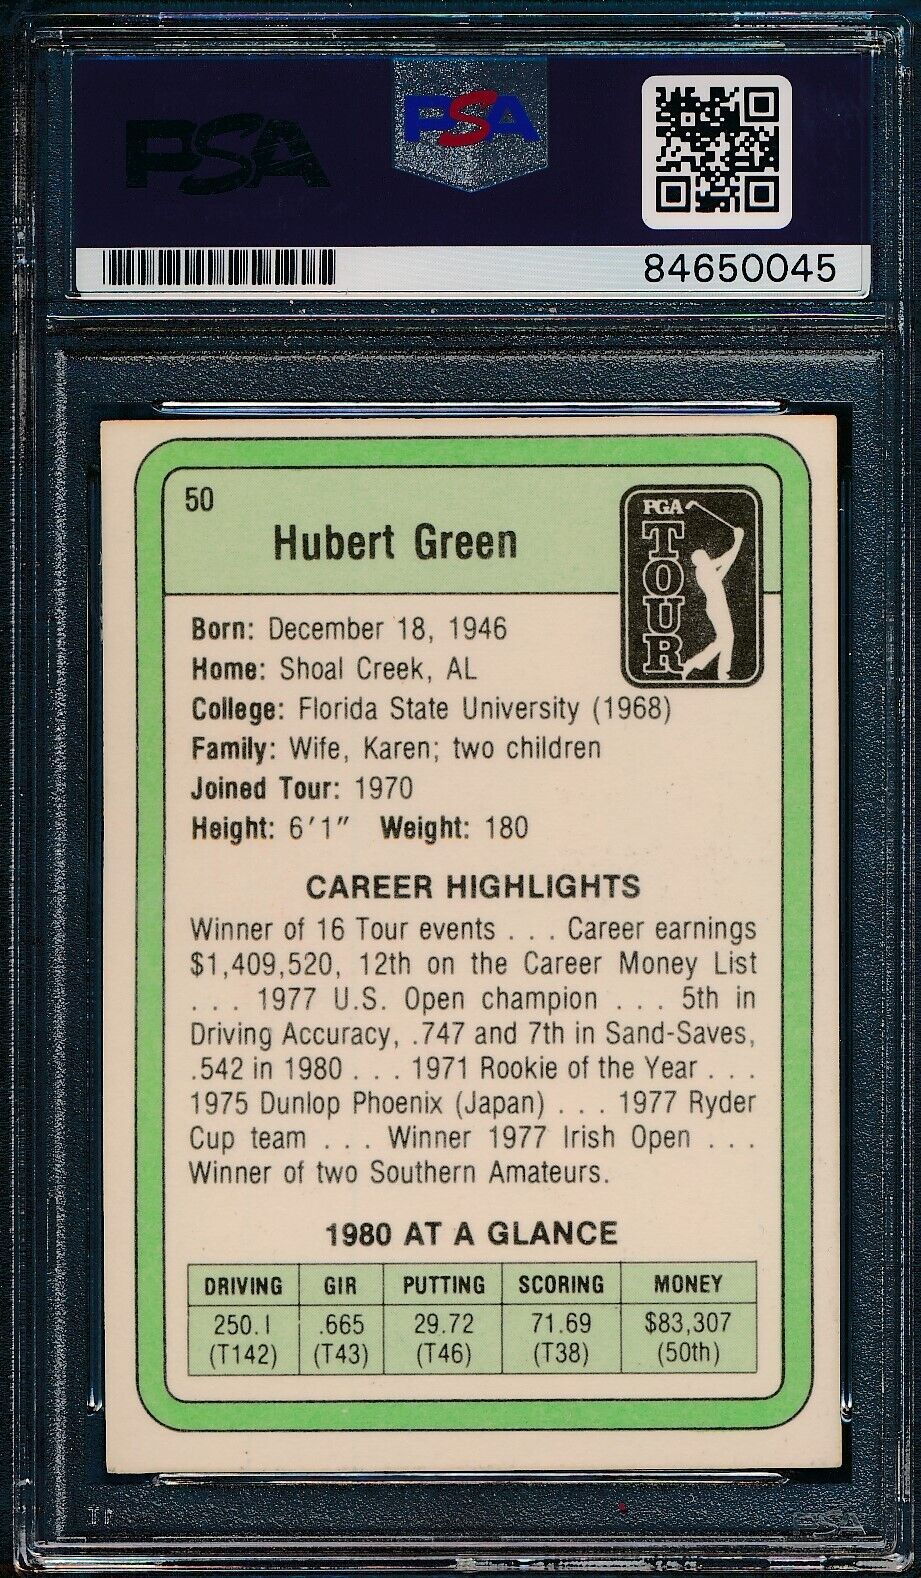 PSA
PSA
84650045
50
Hubert Green
PGA
TOUR
Born: December 18, 1946
Home: Shoal Creek, AL
College: Florida State University (1968)
Family: Wife, Karen; two children
Joined Tour: 1970
Height: 6'1" Weight: 180
CAREER HIGHLIGHTS
Winner of 16 Tour events . . . Career earnings
$1,409,520, 12th on the Career Money List
. . . 1977 U.S. Open champion . . . 5th in
Driving Accuracy, .747 and 7th in Sand-Saves,
.542 in 1980 . . . 1971 Rookie of the Year . . .
1975 Dunlop Phoenix (Japan) . . . 1977 Ryder
Cup team . . . Winner 1977 Irish Open . . .
Winner of two Southern Amateurs.
1980 AT A GLANCE
DRIVING GIR PUTTING SCORING MONEY
250.1 .665 29.72 71.69 $83,307
(T142) (T43) (T46) (T38) (50th)
PSA